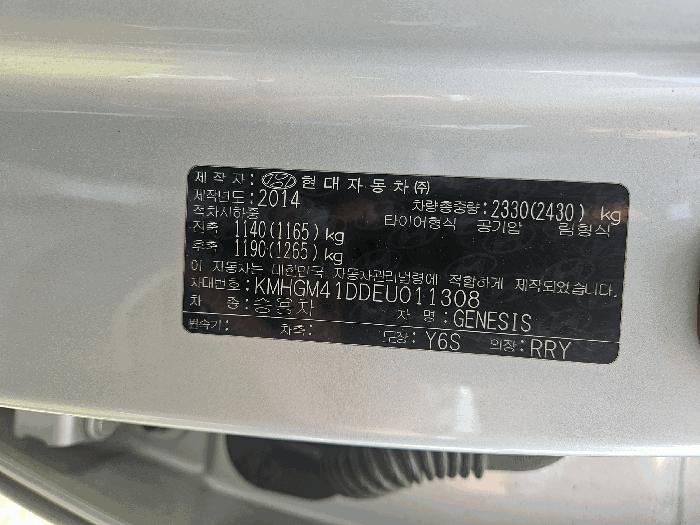 제 작 자 : 현 대 자 동 차 ㈜
제작년도 : 2014 차량총중량 : 2330(2430) kg
적차시하중 타이어형식 공기압 림형식
전축 1140(1165) kg
후축 1190(1265) kg
이 자동차는 대한민국 자동차관리법령에 적합하게 제작되었습니다.
차대번호 : KMHGM41DDEU011308
차 종 : 승용차 차 명 : GENESIS
변속기 : 차축 : 도장 : Y6S 의장 : RRY